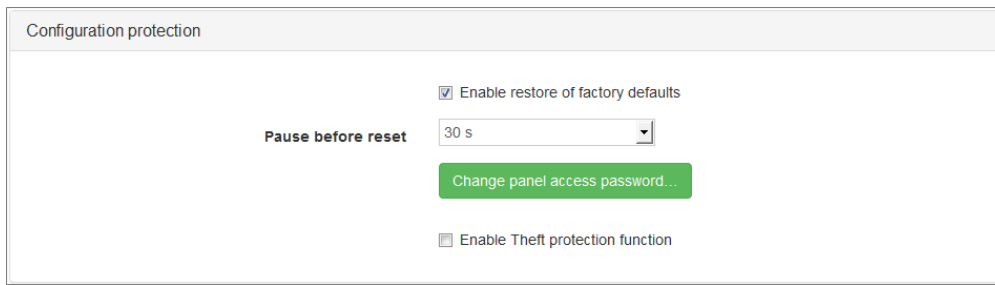 Configuration protection
Enable restore of factory defaults
Pause before reset 30 s
Change panel access password...
Enable Theft protection function